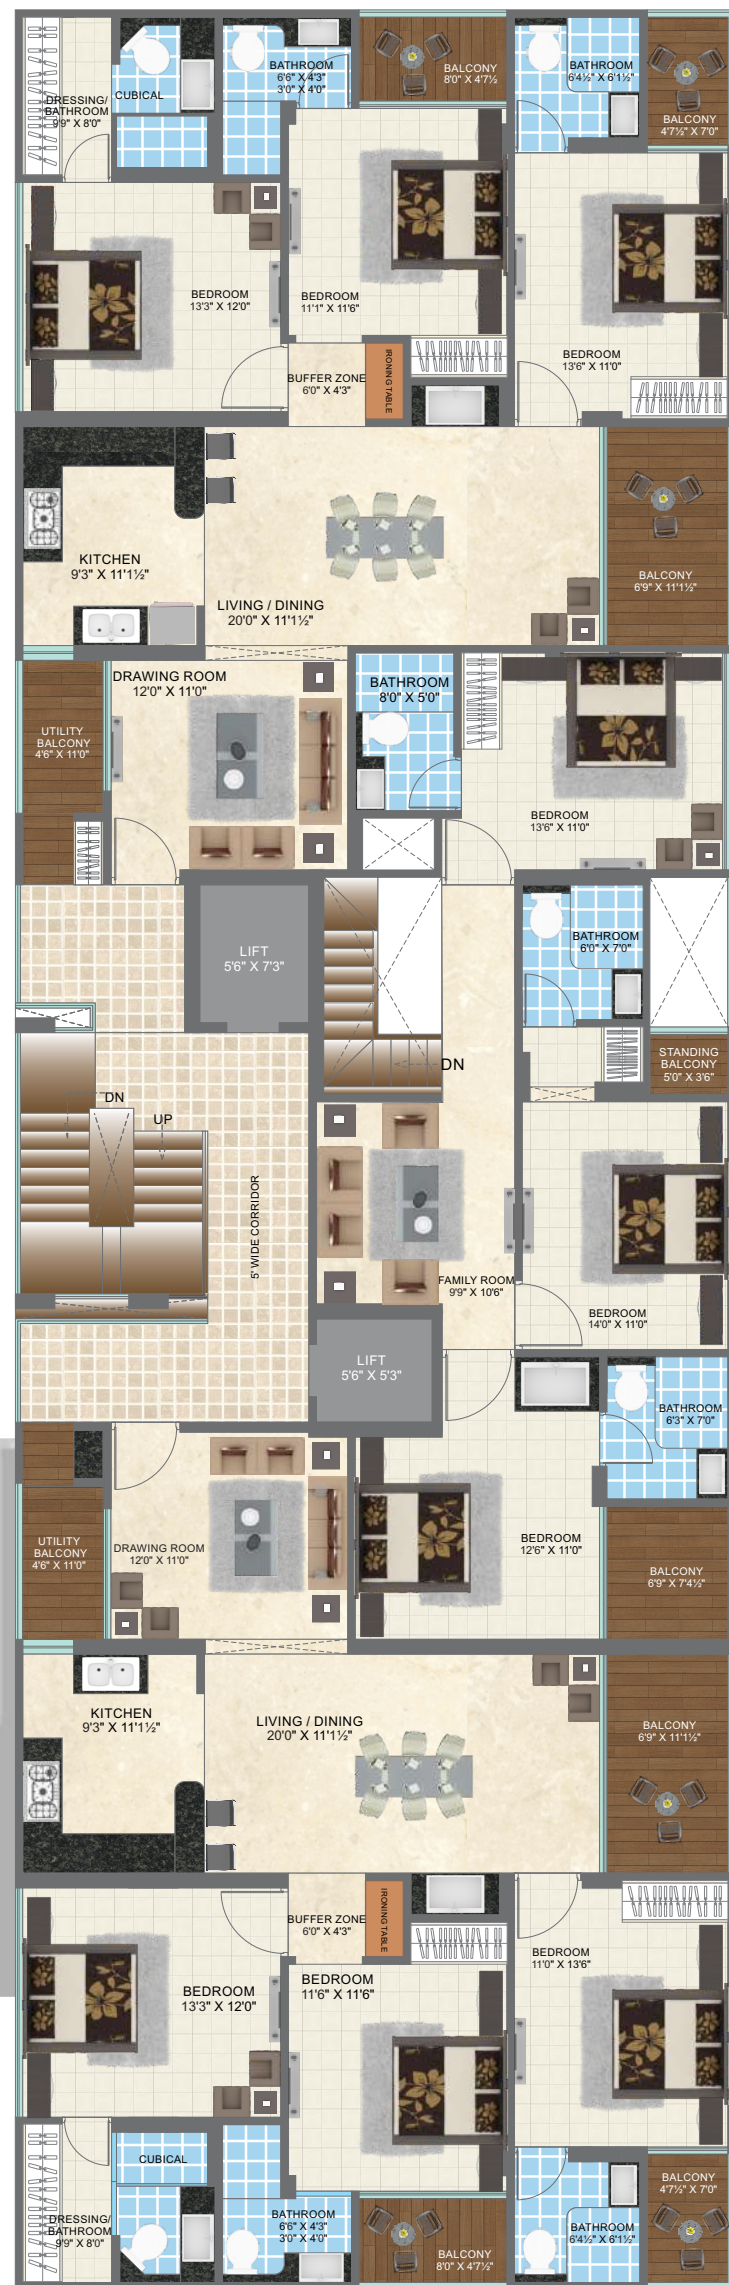 BATHROOM
6'6" X 4'3"
3'0" X 4'0"
BALCONY
8'0" X 4'7½"
BATHROOM
6'4½" X 6'1½"
BALCONY
4'7½" X 7'0"
DRESSING/
BATHROOM
9'9" X 8'0"
CUBICAL
BEDROOM
13'3" X 12'0"
BEDROOM
11'1" X 11'6"
BEDROOM
13'6" X 11'0"
BUFFER ZONE
6'0" X 4'3"
IRONING TABLE
KITCHEN
9'3" X 11'1½"
LIVING / DINING
20'0" X 11'1½"
BALCONY
6'9" X 11'1½"
DRAWING ROOM
12'0" X 11'0"
BATHROOM
8'0" X 5'0"
UTILITY
BALCONY
4'6" X 11'0"
BEDROOM
13'6" X 11'0"
LIFT
5'6" X 7'3"
BATHROOM
6'0" X 7'0"
DN
STANDING
BALCONY
5'0" X 3'6"
DN
UP
5' WIDE CORRIDOR
FAMILY ROOM
9'9" X 10'6"
BEDROOM
14'0" X 11'0"
LIFT
5'6" X 5'3"
BATHROOM
6'3" X 7'0"
UTILITY
BALCONY
4'6" X 11'0"
DRAWING ROOM
12'0" X 11'0"
BEDROOM
12'6" X 11'0"
BALCONY
6'9" X 7'4½"
KITCHEN
9'3" X 11'1½"
LIVING / DINING
20'0" X 11'1½"
BALCONY
6'9" X 11'1½"
BUFFER ZONE
6'0" X 4'3"
IRONING TABLE
BEDROOM
13'3" X 12'0"
BEDROOM
11'6" X 11'6"
BEDROOM
11'0" X 13'6"
CUBICAL
DRESSING/
BATHROOM
9'9" X 8'0"
BATHROOM
6'6" X 4'3"
3'0" X 4'0"
BALCONY
8'0" X 4'7½"
BATHROOM
6'4½" X 6'1½"
BALCONY
4'7½" X 7'0"